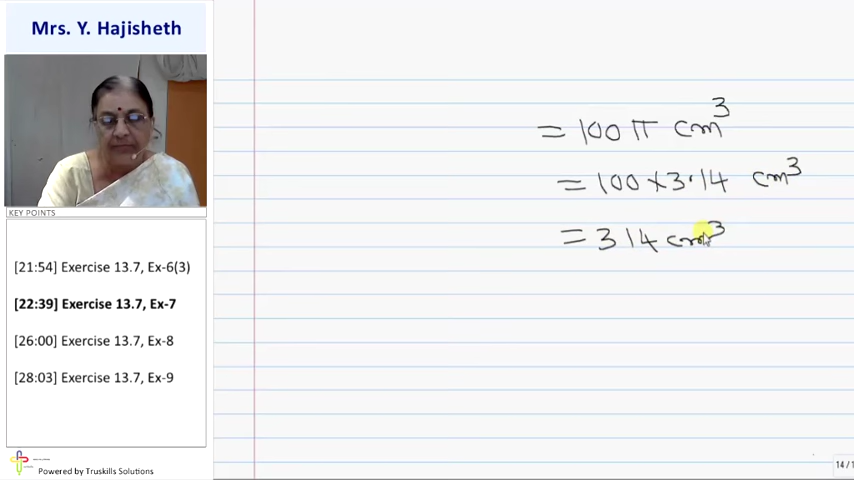 Mrs. Y. Hajisheth
KEY POINTS
[21:54] Exercise 13.7, Ex-6(3)
[22:39] Exercise 13.7, Ex-7
[26:00] Exercise 13.7, Ex-8
[28:03] Exercise 13.7, Ex-9
Powered by Truskills Solutions
= 100 π cm³
= 100 × 3.14 cm³
= 314 cm³
14 / 1